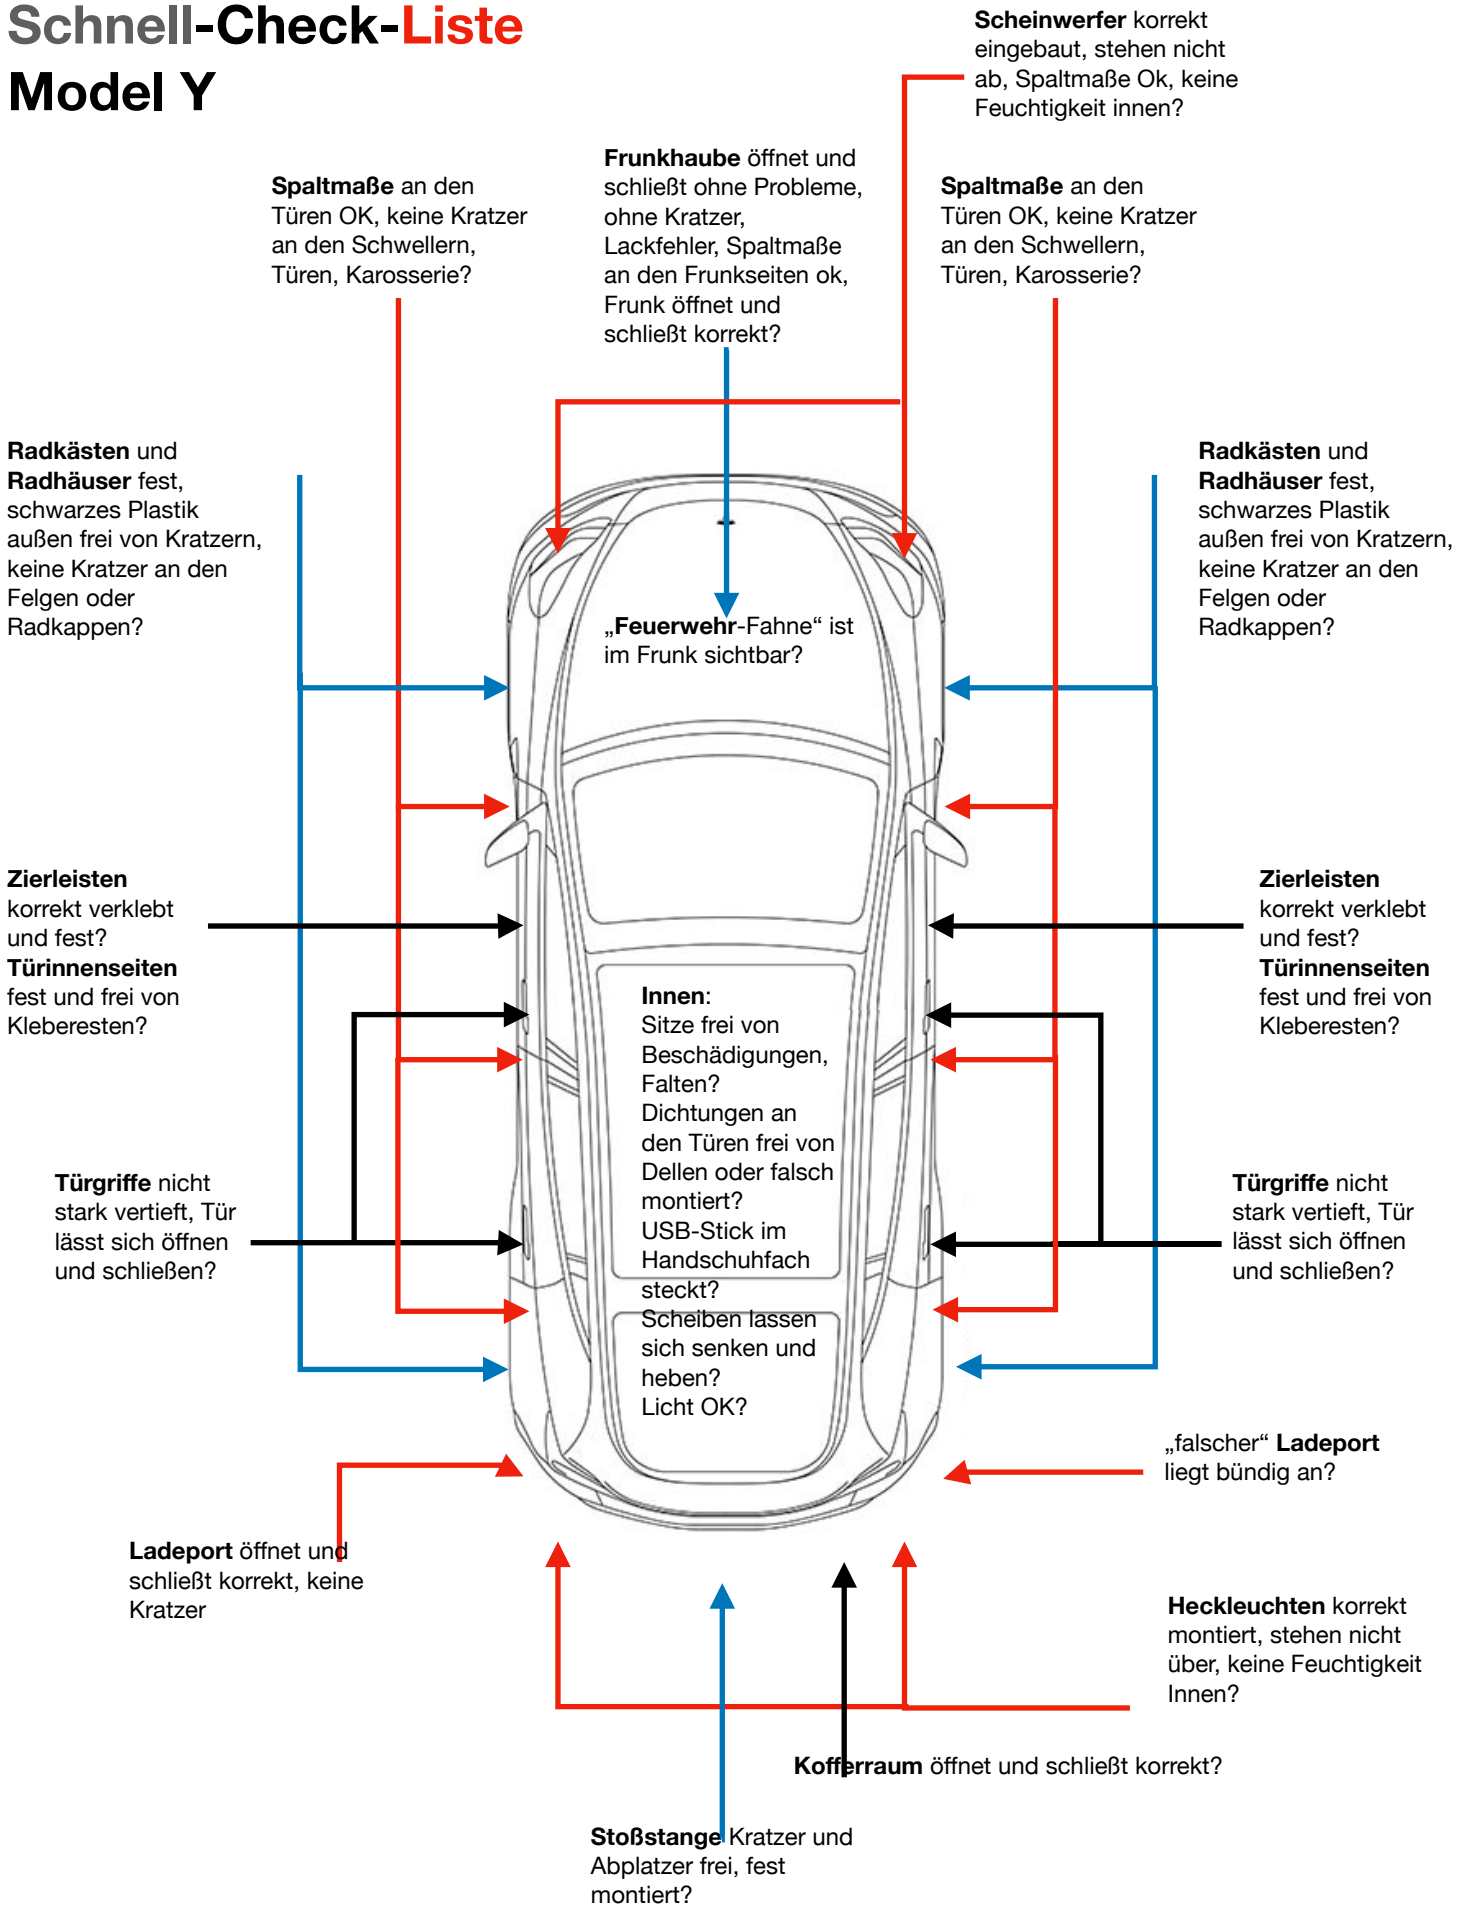 Schnell-Check-Liste
Model Y
Scheinwerfer korrekt
eingebaut, stehen nicht
ab, Spaltmaße Ok, keine
Feuchtigkeit innen?
Spaltmaße an den
Türen OK, keine Kratzer
an den Schwellern,
Türen, Karosserie?
Frunkhaube öffnet und
schließt ohne Probleme,
ohne Kratzer,
Lackfehler, Spaltmaße
an den Frunkseiten ok,
Frunk öffnet und
schließt korrekt?
Spaltmaße an den
Türen OK, keine Kratzer
an den Schwellern,
Türen, Karosserie?
Radkästen und
Radhäuser fest,
schwarzes Plastik
außen frei von Kratzern,
keine Kratzer an den
Felgen oder
Radkappen?
Radkästen und
Radhäuser fest,
schwarzes Plastik
außen frei von Kratzern,
keine Kratzer an den
Felgen oder
Radkappen?
„Feuerwehr-Fahne“ ist
im Frunk sichtbar?
Zierleisten
korrekt verklebt
und fest?
Türinnenseiten
fest und frei von
Kleberesten?
Zierleisten
korrekt verklebt
und fest?
Türinnenseiten
fest und frei von
Kleberesten?
Innen:
Sitze frei von
Beschädigungen,
Falten?
Dichtungen an
den Türen frei von
Dellen oder falsch
montiert?
USB-Stick im
Handschuhfach
steckt?
Scheiben lassen
sich senken und
heben?
Licht OK?
Türgriffe nicht
stark vertieft, Tür
lässt sich öffnen
und schließen?
Türgriffe nicht
stark vertieft, Tür
lässt sich öffnen
und schließen?
„falscher“ Ladeport
liegt bündig an?
Ladeport öffnet und
schließt korrekt, keine
Kratzer
Heckleuchten korrekt
montiert, stehen nicht
über, keine Feuchtigkeit
Innen?
Kofferraum öffnet und schließt korrekt?
Stoßstange Kratzer und
Abplatzer frei, fest
montiert?